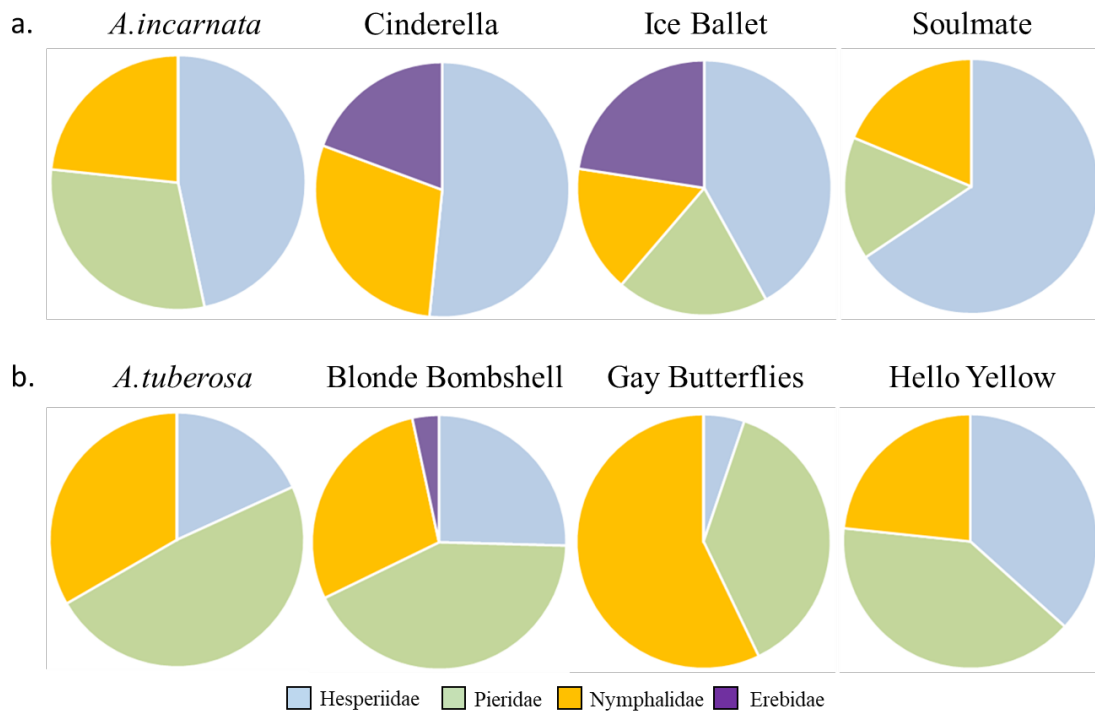 a. A.incarnata Cinderella Ice Ballet Soulmate
b. A.tuberosa Blonde Bombshell Gay Butterflies Hello Yellow
Hesperiidae Pieridae Nymphalidae Erebidae